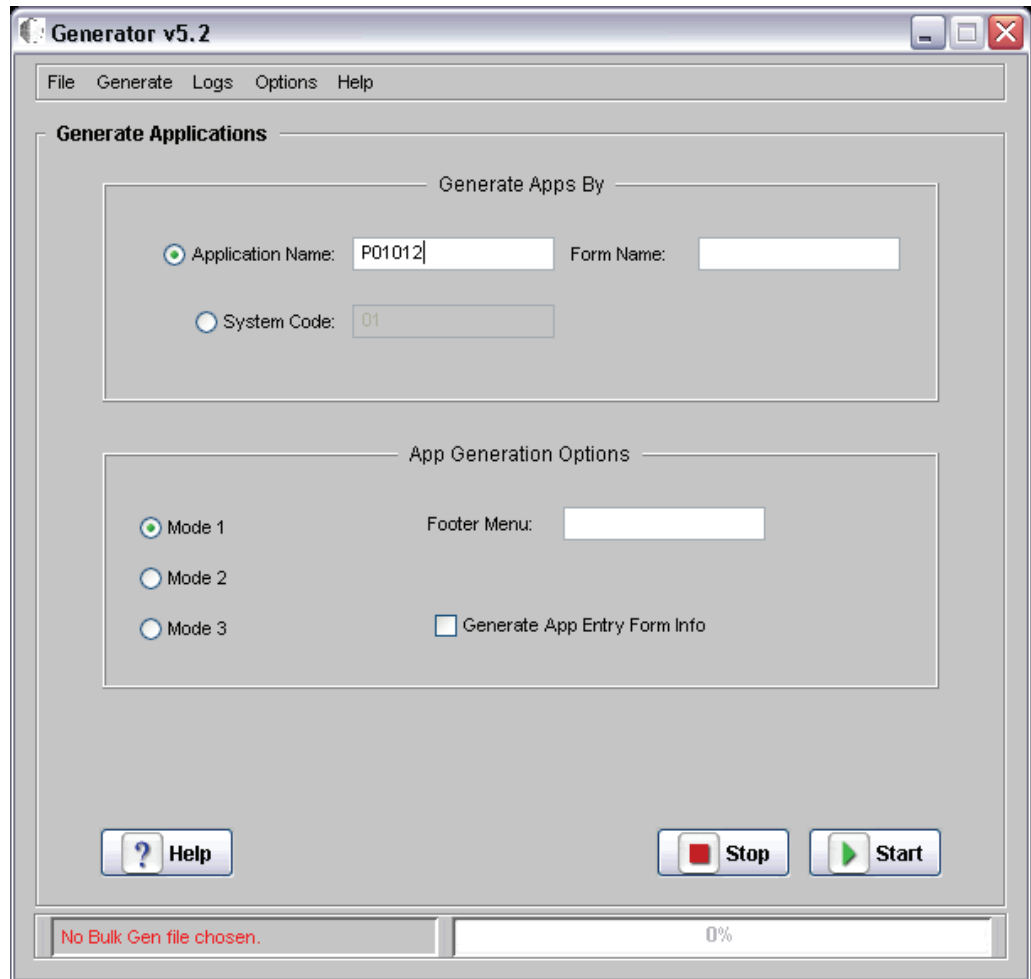 Generator v5.2
File Generate Logs Options Help
Generate Applications
Generate Apps By
Application Name: P01012 Form Name:
System Code: 01
App Generation Options
Mode 1 Footer Menu:
Mode 2
Mode 3 Generate App Entry Form Info
? Help Stop Start
No Bulk Gen file chosen. 0%